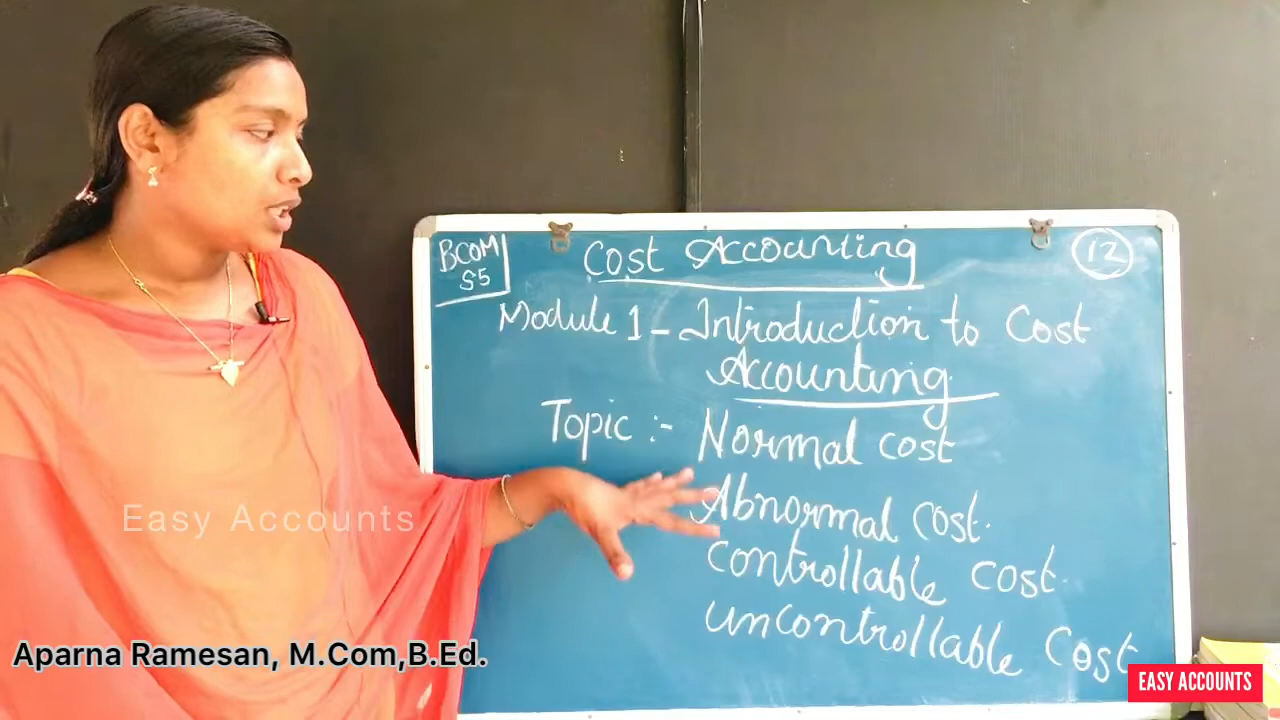 BCOM
S5
Cost Accounting
12
Module 1 - Introduction to Cost
Accounting
Topic :- Normal cost
Abnormal cost.
controllable cost.
uncontrollable cost
Easy Accounts
Aparna Ramesan, M.Com,B.Ed.
EASY ACCOUNTS